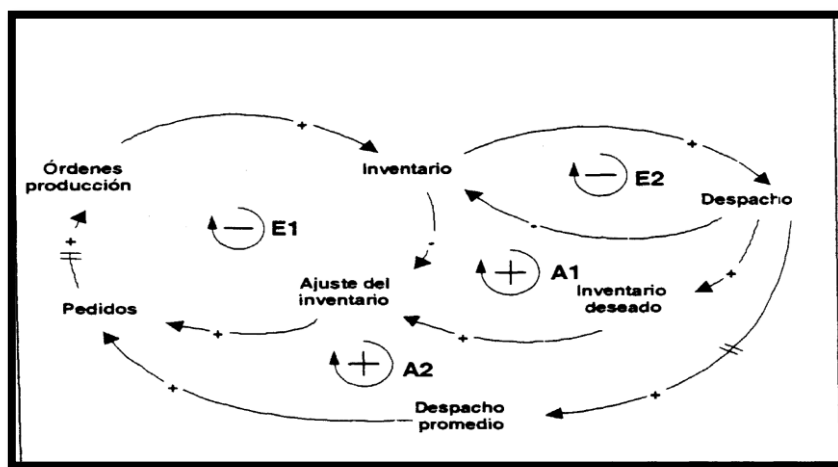 Órdenes
producción
Inventario
E2
Despacho
E1
A1
Ajuste del
inventario
Inventario
deseado
Pedidos
A2
Despacho
promedio